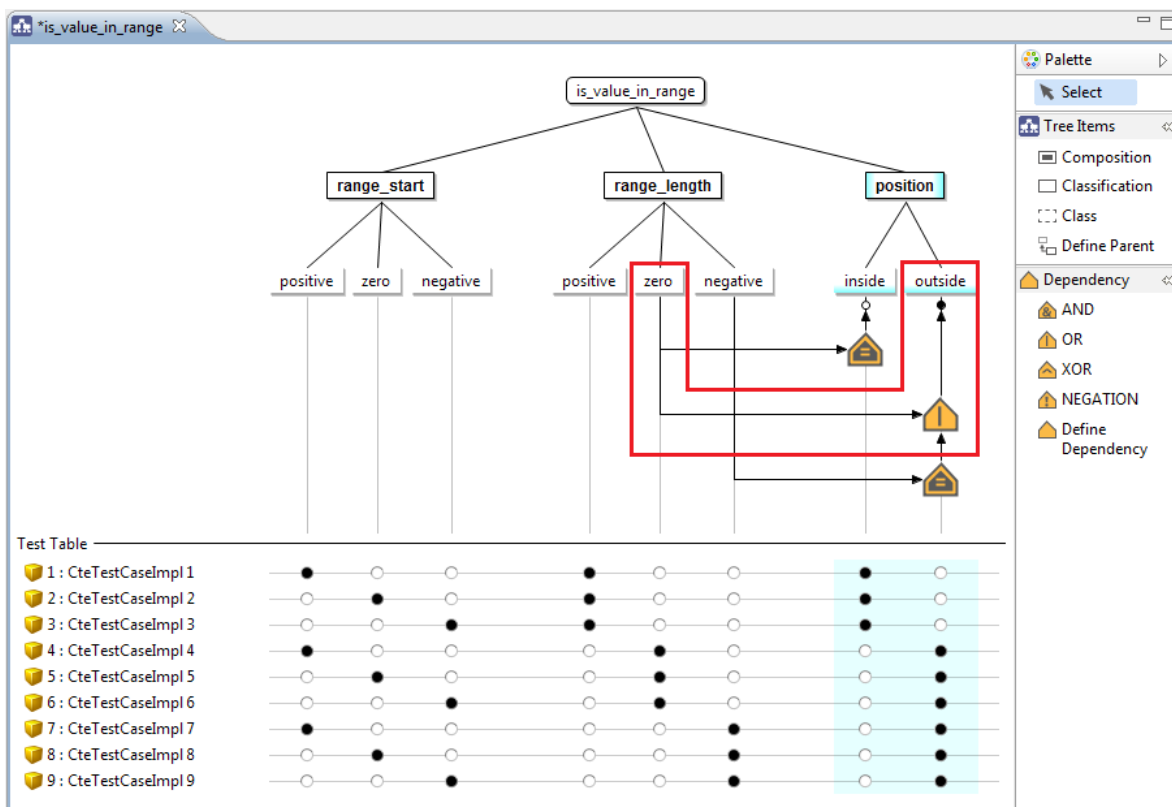 *is_value_in_range
Palette
Select
Tree Items
Composition
Classification
Class
Define Parent
Dependency
AND
OR
XOR
NEGATION
Define
Dependency
is_value_in_range
range_start range_length position
positive zero negative positive zero negative inside outside
Test Table
1 : CteTestCaseImpl 1
2 : CteTestCaseImpl 2
3 : CteTestCaseImpl 3
4 : CteTestCaseImpl 4
5 : CteTestCaseImpl 5
6 : CteTestCaseImpl 6
7 : CteTestCaseImpl 7
8 : CteTestCaseImpl 8
9 : CteTestCaseImpl 9